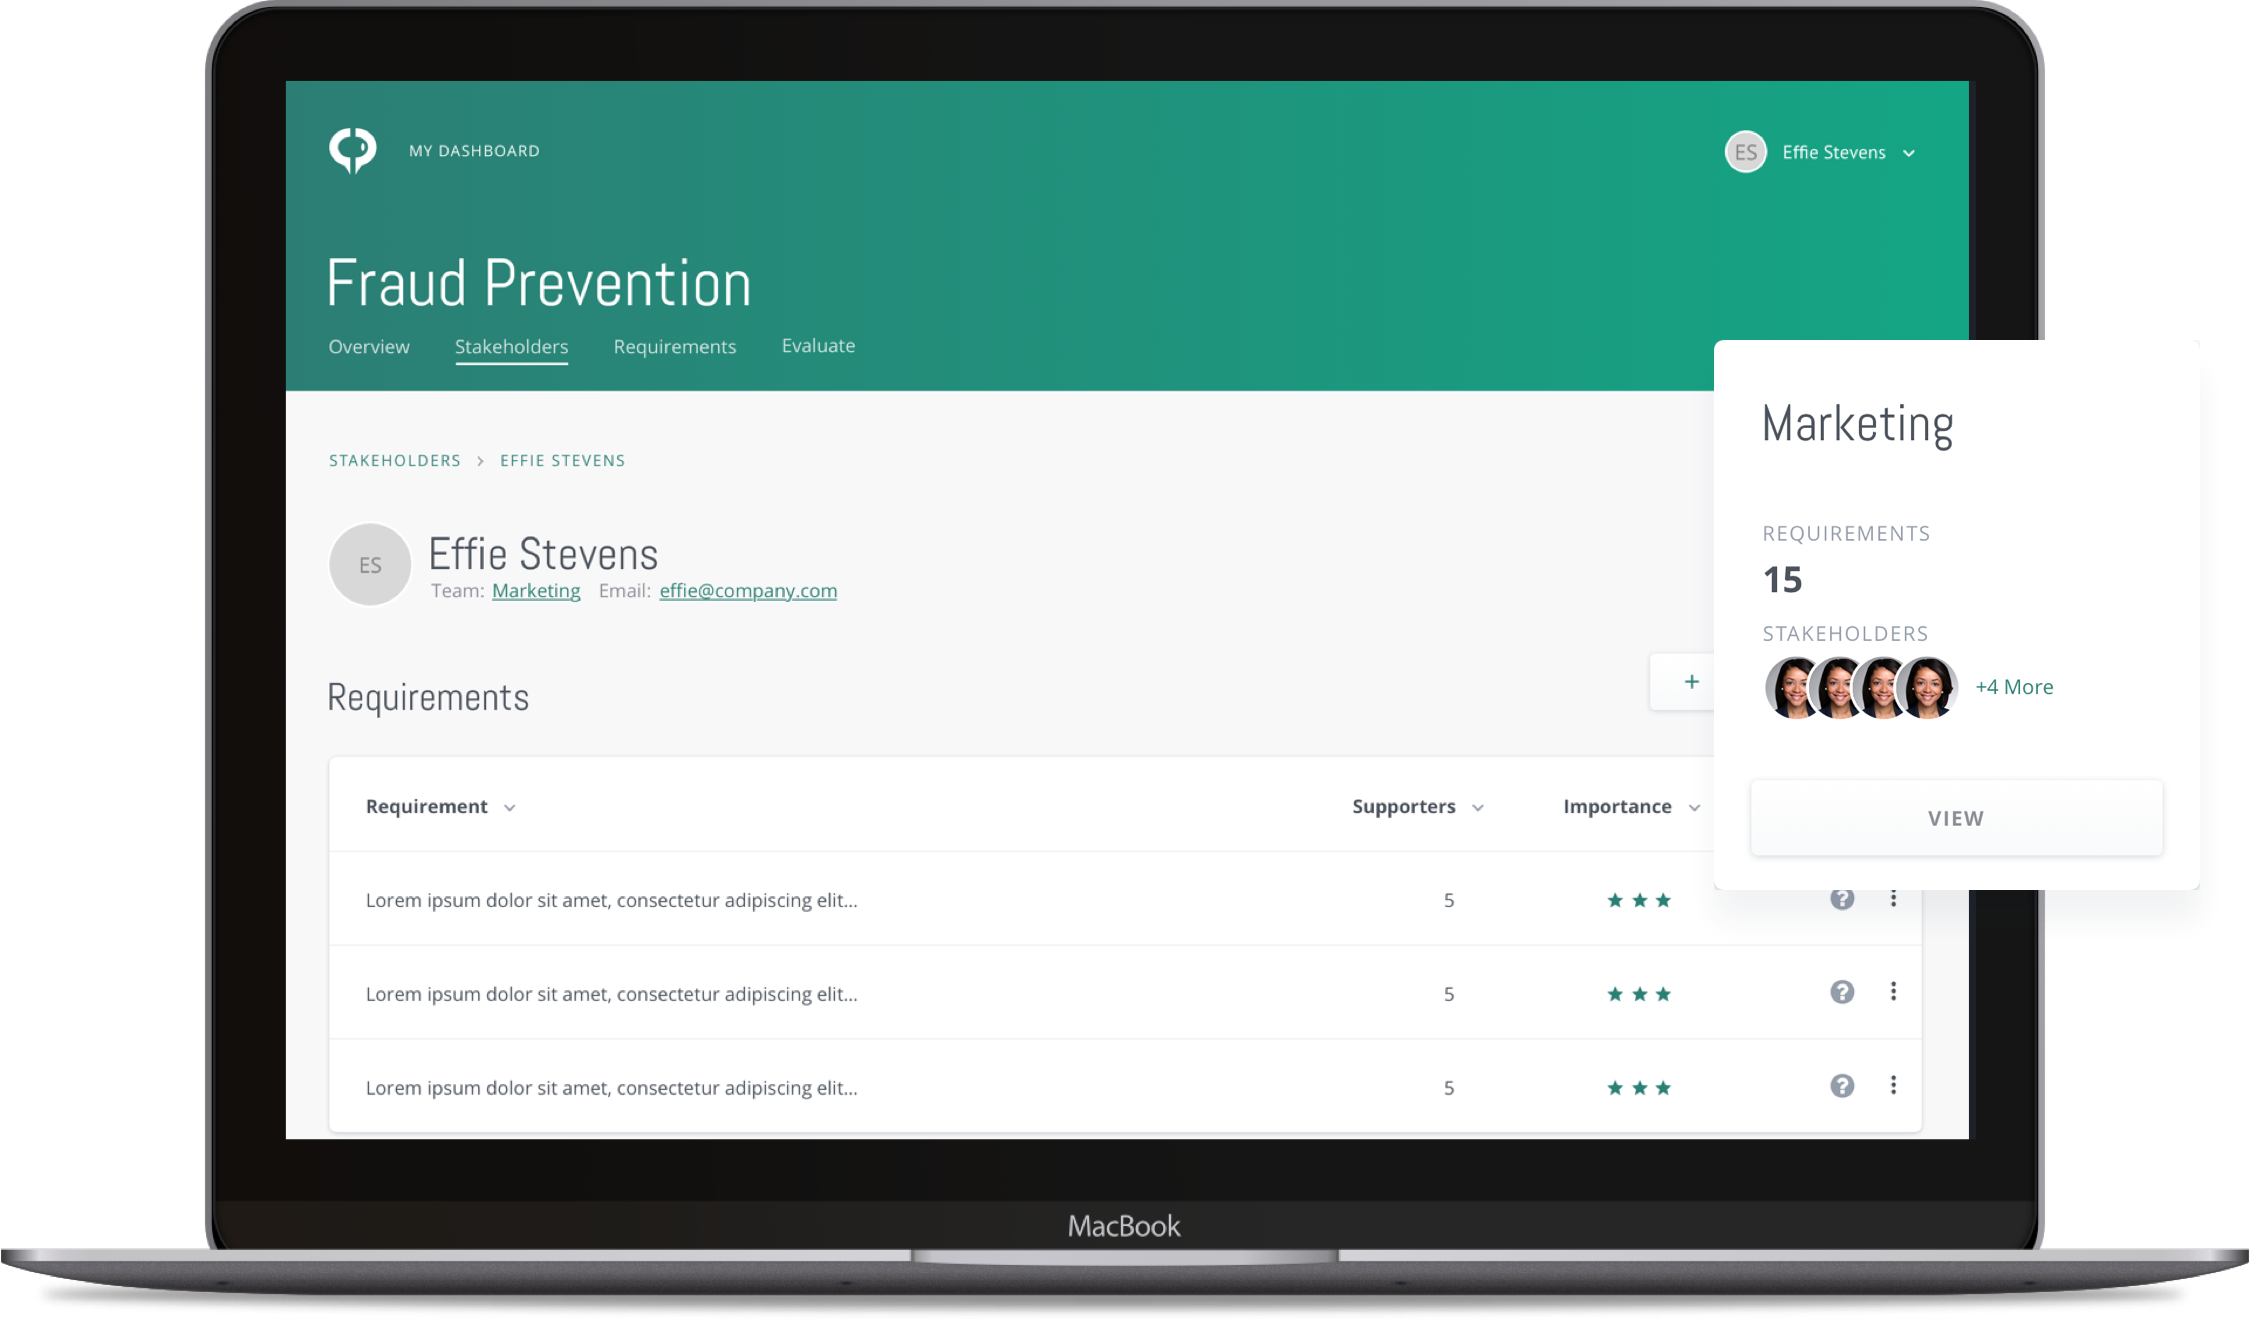 MY DASHBOARD
ES Effie Stevens
Fraud Prevention
Overview Stakeholders Requirements Evaluate
STAKEHOLDERS > EFFIE STEVENS
ES
Effie Stevens
Team: Marketing Email: effie@company.com
Requirements
+
Requirement Supporters Importance
Lorem ipsum dolor sit amet, consectetur adipiscing elit... 5 ★ ★ ★ ?
Lorem ipsum dolor sit amet, consectetur adipiscing elit... 5 ★ ★ ★ ?
Lorem ipsum dolor sit amet, consectetur adipiscing elit... 5 ★ ★ ★ ?
Marketing
REQUIREMENTS
15
STAKEHOLDERS
+4 More
VIEW
MacBook